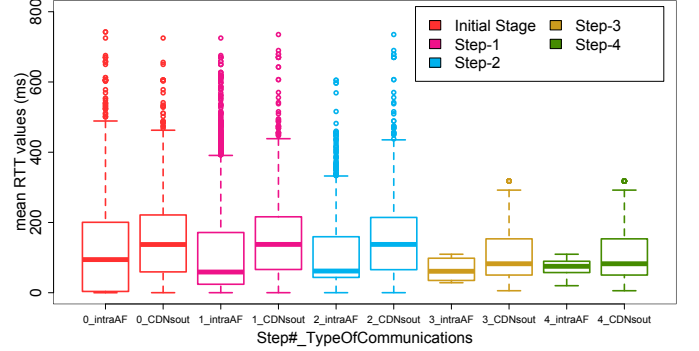 800
600
400
200
0
mean RTT values (ms)
Initial Stage
Step-1
Step-2
Step-3
Step-4
0_intraAF 0_CDNsout 1_intraAF 1_CDNsout 2_intraAF 2_CDNsout 3_intraAF 3_CDNsout 4_intraAF 4_CDNsout
Step#_TypeOfCommunications